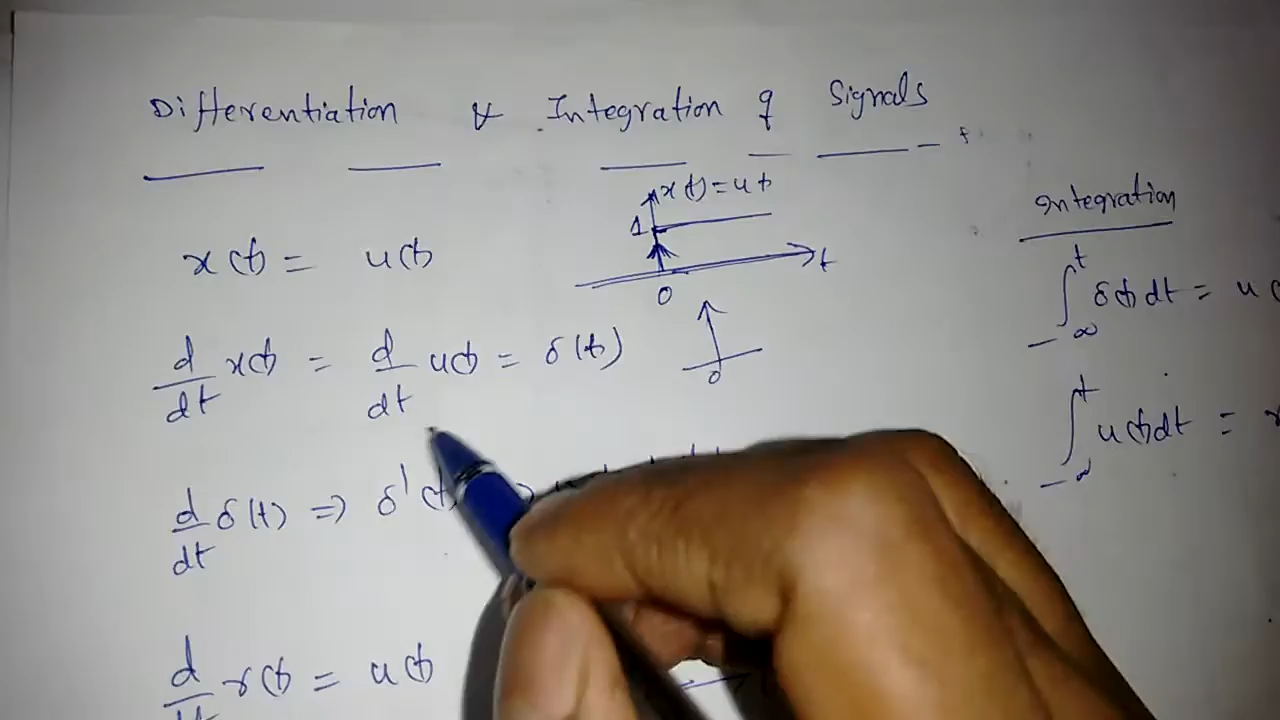 Differentiation & Integration of Signals
x(t) = u(t)
x(t) = u(t)
1
t
0
d/dt x(t) = d/dt u(t) = δ(t)
0
d/dt δ(t) => δ'(t) =>
d/dt r(t) = u(t)
Integration
∫_{-∞}^{t} δ(t) dt = u(
∫_{-∞}^{t} u(t) dt =